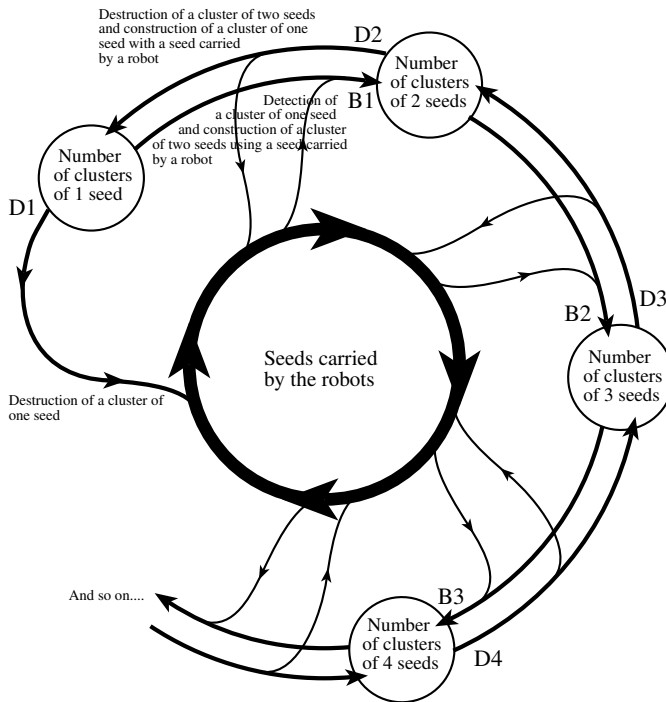 Destruction of a cluster of two seeds
and construction of a cluster of one
seed with a seed carried
by a robot
D2
Number
of clusters
of 2 seeds
B1
Detection of
a cluster of one seed
and construction of a cluster
of two seeds using a seed carried
by a robot
Number
of clusters
of 1 seed
D1
D3
B2
Seeds carried
by the robots
Number
of clusters
of 3 seeds
Destruction of a cluster of
one seed
And so on....
B3
Number
of clusters
of 4 seeds
D4